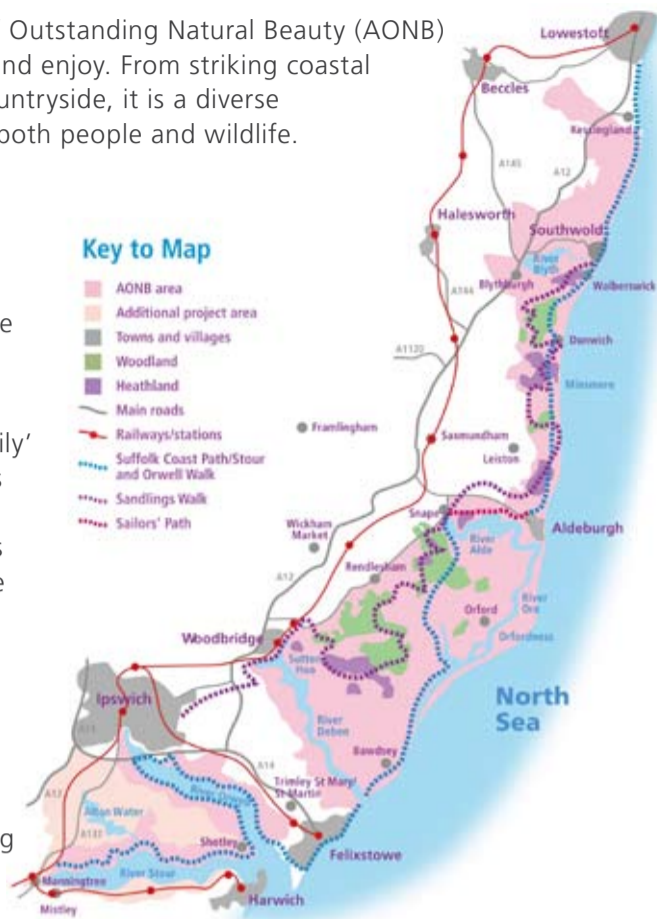 Outstanding Natural Beauty (AONB)
nd enjoy. From striking coastal
untryside, it is a diverse
both people and wildlife.
e
ily’
s
s
e
g
Key to Map
AONB area
Additional project area
Towns and villages
Woodland
Heathland
Main roads
Railways/stations
Suffolk Coast Path/Stour
and Orwell Walk
Sandlings Walk
Sailors' Path
Lowestoft
Beccles
Kessingland
A145
A12
Halesworth
Southwold
River
Blyth
Blythburgh
Walberswick
A144
Dunwich
A1120
Minsmere
Framlingham
Saxmundham
Leiston
Snape
Aldeburgh
Wickham
Market
River
Alde
Rendlesham
A12
River
Ore
Orford
Orfordness
Woodbridge
Sutton
Hoo
North
Sea
Ipswich
River
Deben
Bawdsey
A14
A14
Trimley St Mary/
St Martin
A12
River Orwell
Alton Water
A137
Shotley
Felixstowe
River Stour
Manningtree
Harwich
Mistley